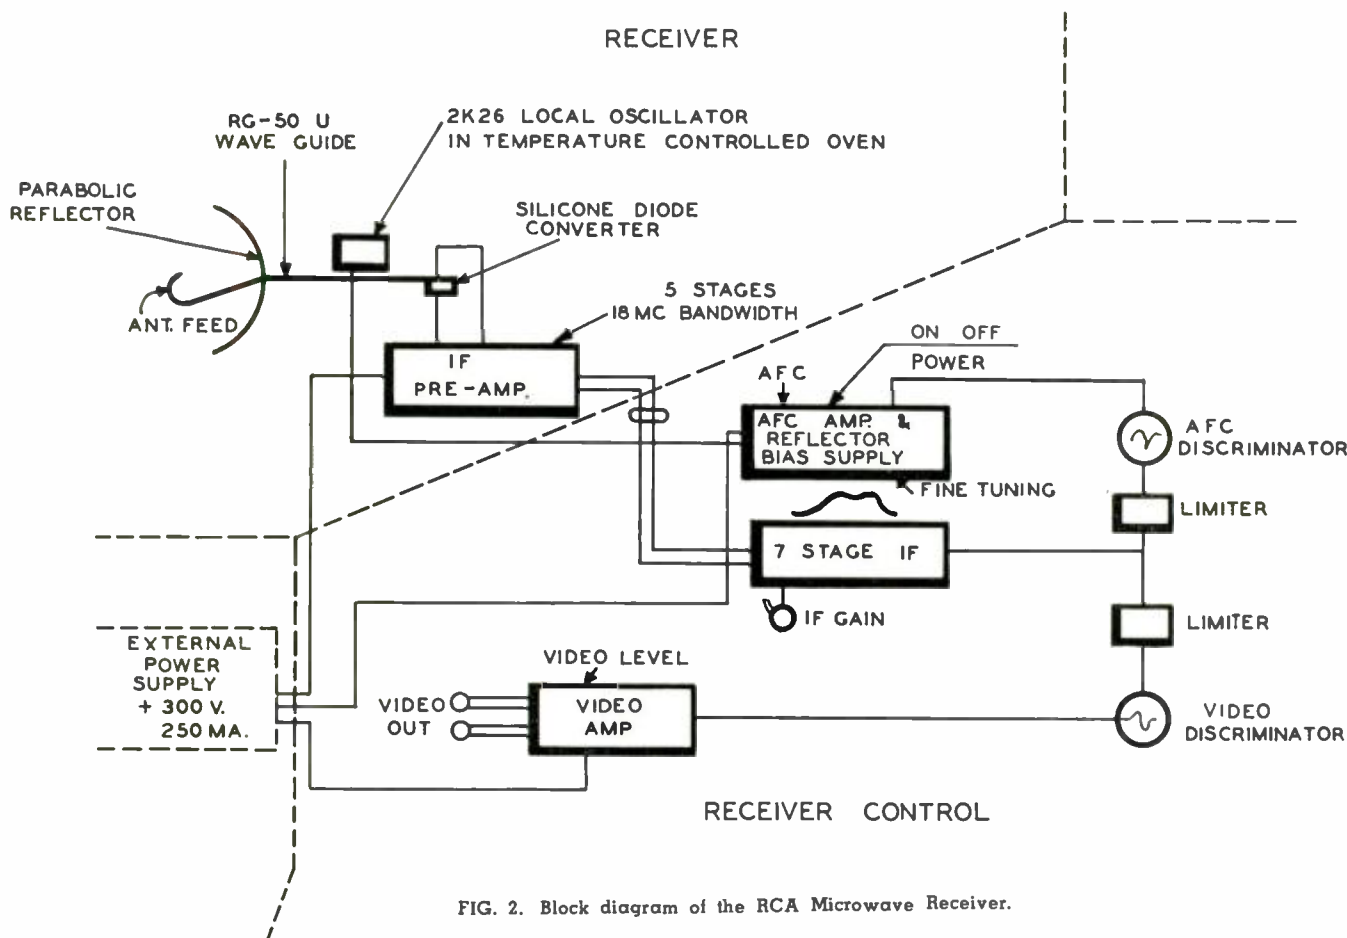 RECEIVER
RG-50 U
WAVE GUIDE
2K26 LOCAL OSCILLATOR
IN TEMPERATURE CONTROLLED OVEN
PARABOLIC
REFLECTOR
SILICONE DIODE
CONVERTER
ANT. FEED
5 STAGES
18 MC BANDWIDTH
IF
PRE-AMP.
ON OFF
POWER
AFC
AFC AMP. &
REFLECTOR
BIAS SUPPLY
AFC
DISCRIMINATOR
FINE TUNING
LIMITER
7 STAGE IF
IF GAIN
LIMITER
EXTERNAL
POWER
SUPPLY
+ 300 V.
250 MA.
VIDEO LEVEL
VIDEO
OUT
VIDEO
AMP
VIDEO
DISCRIMINATOR
RECEIVER CONTROL
FIG. 2. Block diagram of the RCA Microwave Receiver.